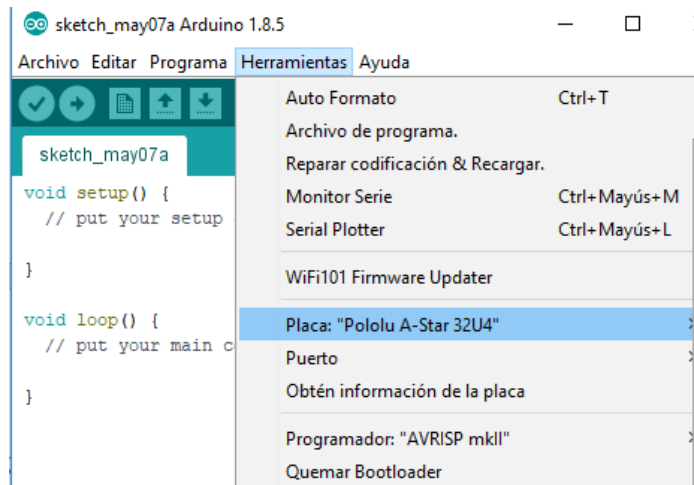 sketch_may07a Arduino 1.8.5
Archivo Editar Programa Herramientas Ayuda
sketch_may07a
void setup() {
// put your setup
}
void loop() {
// put your main c
}
Auto Formato Ctrl+T
Archivo de programa.
Reparar codificación & Recargar.
Monitor Serie Ctrl+Mayús+M
Serial Plotter Ctrl+Mayús+L
WiFi101 Firmware Updater
Placa: "Pololu A-Star 32U4"
Puerto
Obtén información de la placa
Programador: "AVRISP mkII"
Quemar Bootloader